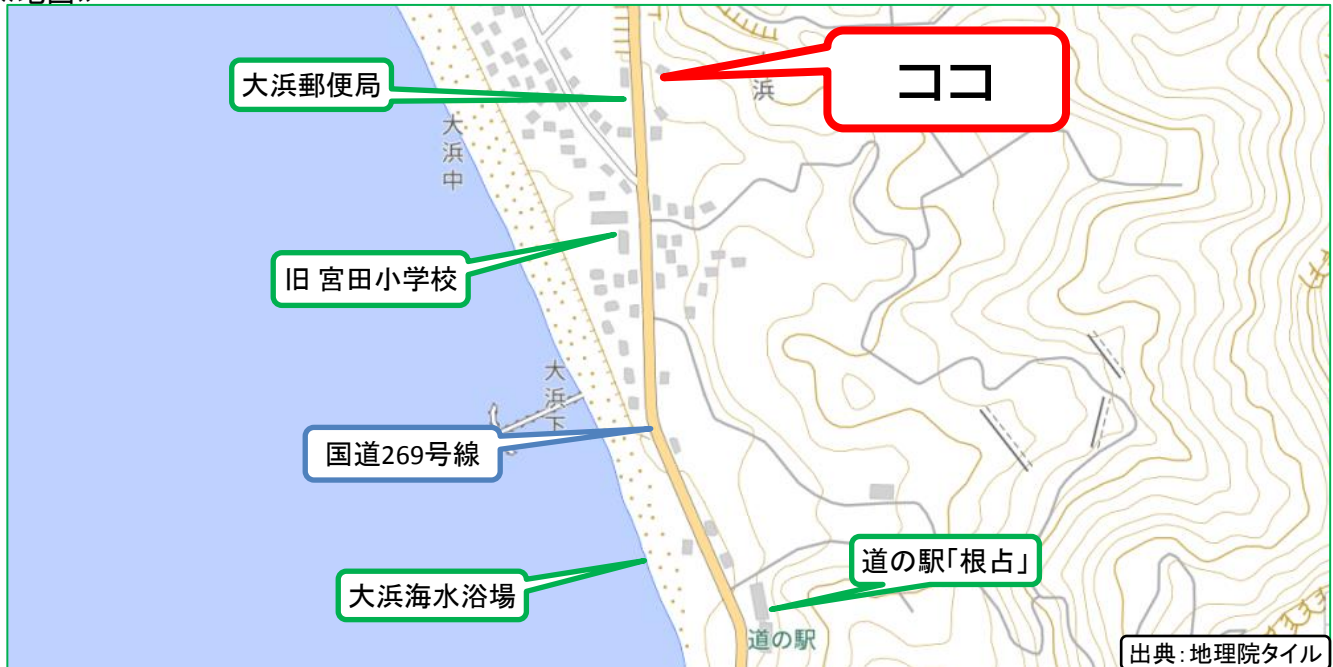 大浜郵便局
ココ
大浜
大浜中
旧 宮田小学校
大浜下
国道269号線
道の駅「根占」
大浜海水浴場
道の駅
出典:地理院タイル